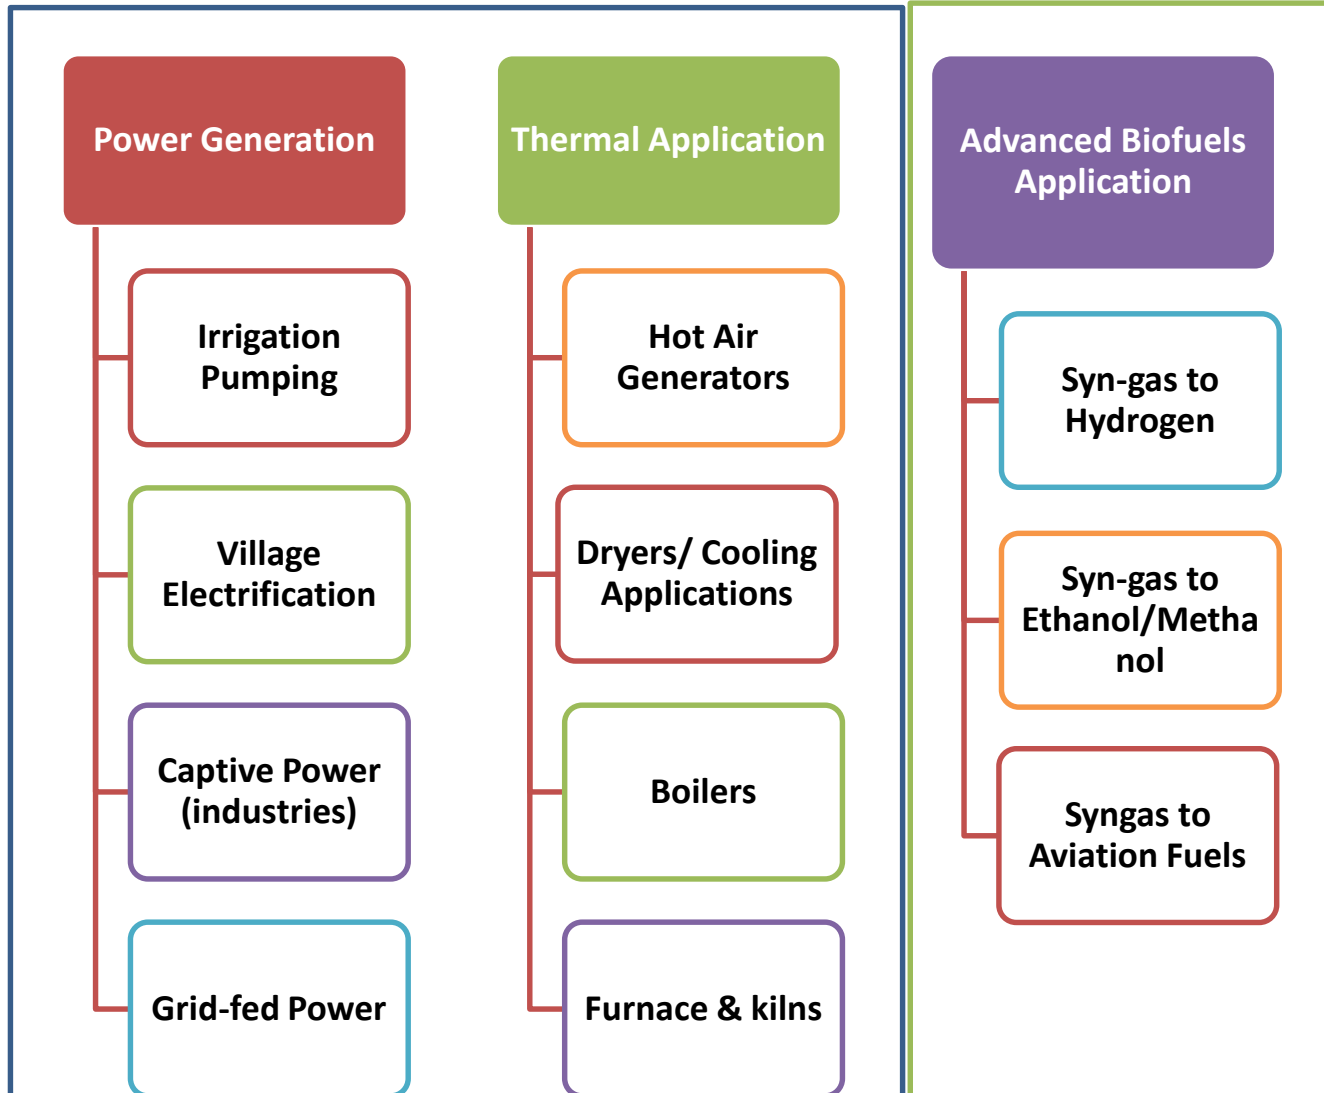 Power Generation
Irrigation
Pumping
Village
Electrification
Captive Power
(industries)
Grid-fed Power
Thermal Application
Hot Air
Generators
Dryers/ Cooling
Applications
Boilers
Furnace & kilns
Advanced Biofuels
Application
Syn-gas to
Hydrogen
Syn-gas to
Ethanol/Metha
nol
Syngas to
Aviation Fuels